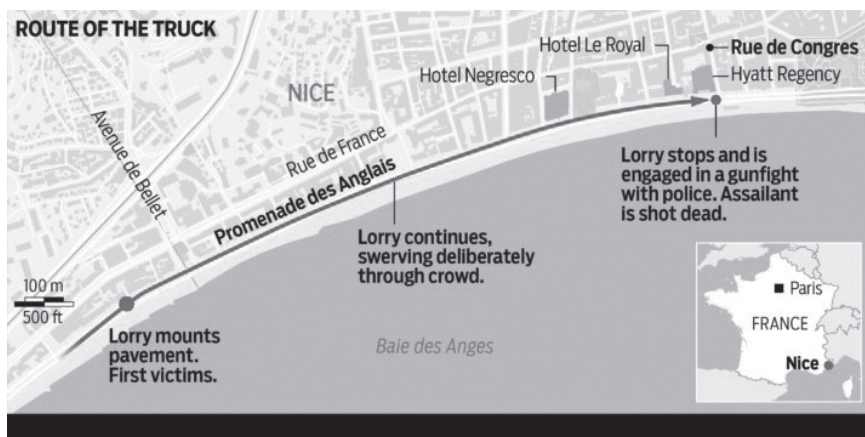 ROUTE OF THE TRUCK
Hotel Le Royal
Rue de Congres
Hotel Negresco
Hyatt Regency
NICE
Avenue de Bellet
Rue de France
Promenade des Anglais
Lorry stops and is
engaged in a gunfight
with police. Assailant
is shot dead.
Lorry continues,
swerving deliberately
through crowd.
100 m
500 ft
Lorry mounts
pavement.
First victims.
Baie des Anges
Paris
FRANCE
Nice